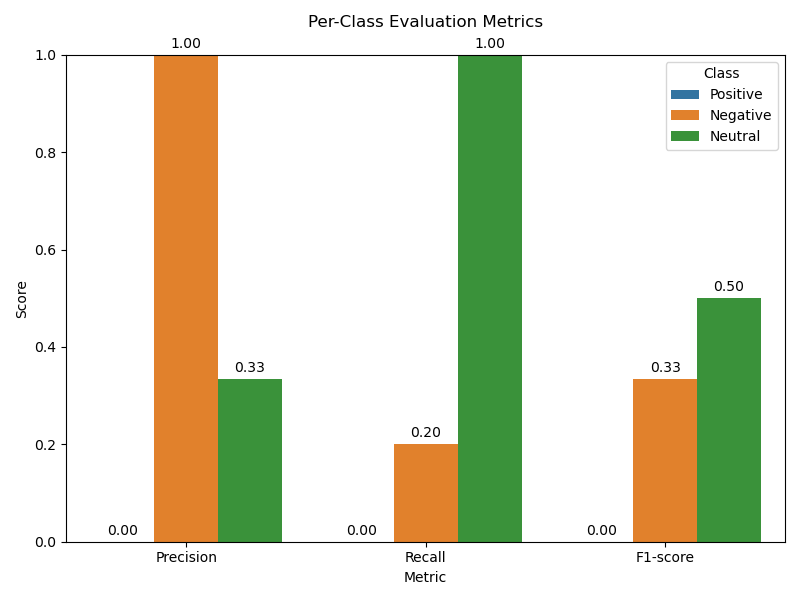 Per-Class Evaluation Metrics
1.00
1.00
1.0
Class
Positive
Negative
Neutral
0.8
0.6
Score
0.50
0.4
0.33
0.33
0.20
0.2
0.00
0.00
0.00
0.0
Precision
Recall
F1-score
Metric